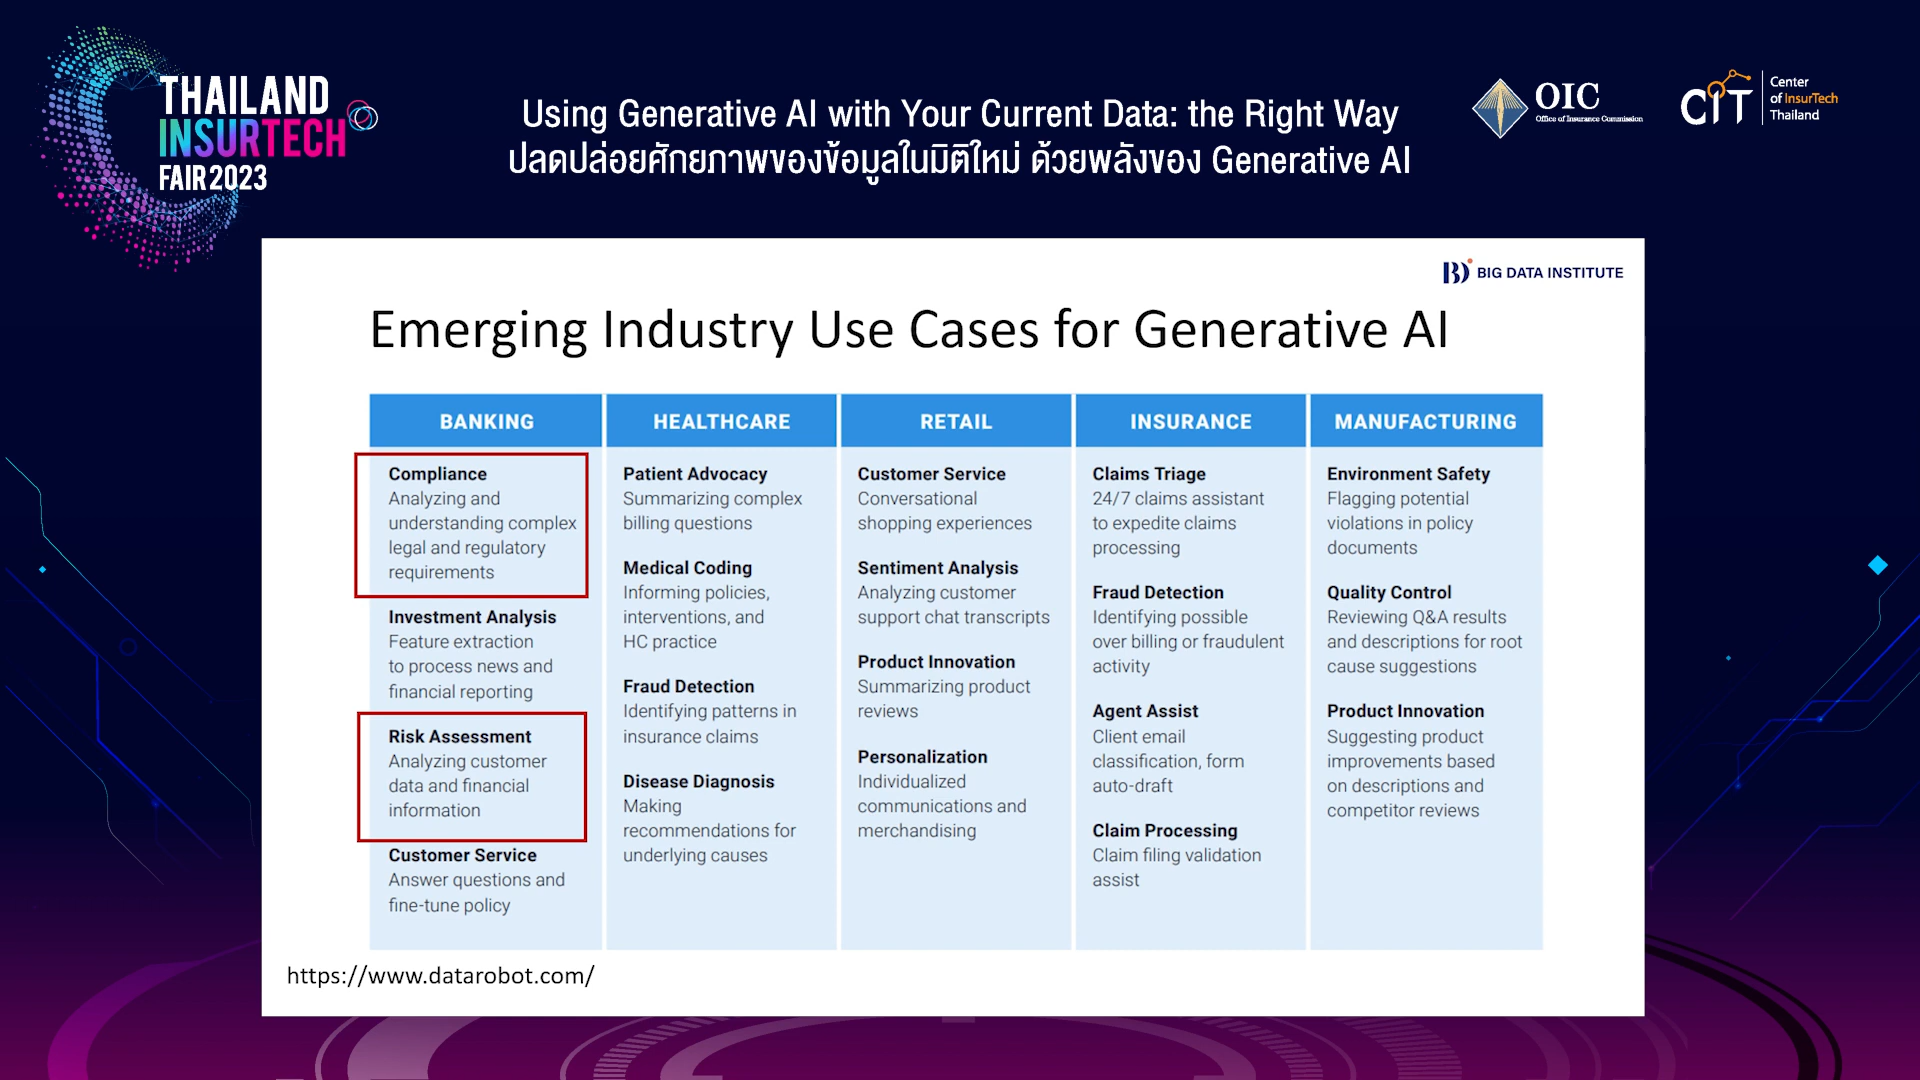 THAILAND
INSURTECH
FAIR 2023
Using Generative AI with Your Current Data: the Right Way
ปลดปล่อยศักยภาพของข้อมูลในมิติใหม่ ด้วยพลังของ Generative AI
OIC
Office of Insurance Commission
CIT
Center
of InsurTech
Thailand
BIG DATA INSTITUTE
Emerging Industry Use Cases for Generative AI
BANKING
Compliance
Analyzing and
understanding complex
legal and regulatory
requirements
Investment Analysis
Feature extraction
to process news and
financial reporting
Risk Assessment
Analyzing customer
data and financial
information
Customer Service
Answer questions and
fine-tune policy
HEALTHCARE
Patient Advocacy
Summarizing complex
billing questions
Medical Coding
Informing policies,
interventions, and
HC practice
Fraud Detection
Identifying patterns in
insurance claims
Disease Diagnosis
Making
recommendations for
underlying causes
RETAIL
Customer Service
Conversational
shopping experiences
Sentiment Analysis
Analyzing customer
support chat transcripts
Product Innovation
Summarizing product
reviews
Personalization
Individualized
communications and
merchandising
INSURANCE
Claims Triage
24/7 claims assistant
to expedite claims
processing
Fraud Detection
Identifying possible
over billing or fraudulent
activity
Agent Assist
Client email
classification, form
auto-draft
Claim Processing
Claim filing validation
assist
MANUFACTURING
Environment Safety
Flagging potential
violations in policy
documents
Quality Control
Reviewing Q&A results
and descriptions for root
cause suggestions
Product Innovation
Suggesting product
improvements based
on descriptions and
competitor reviews
https://www.datarobot.com/